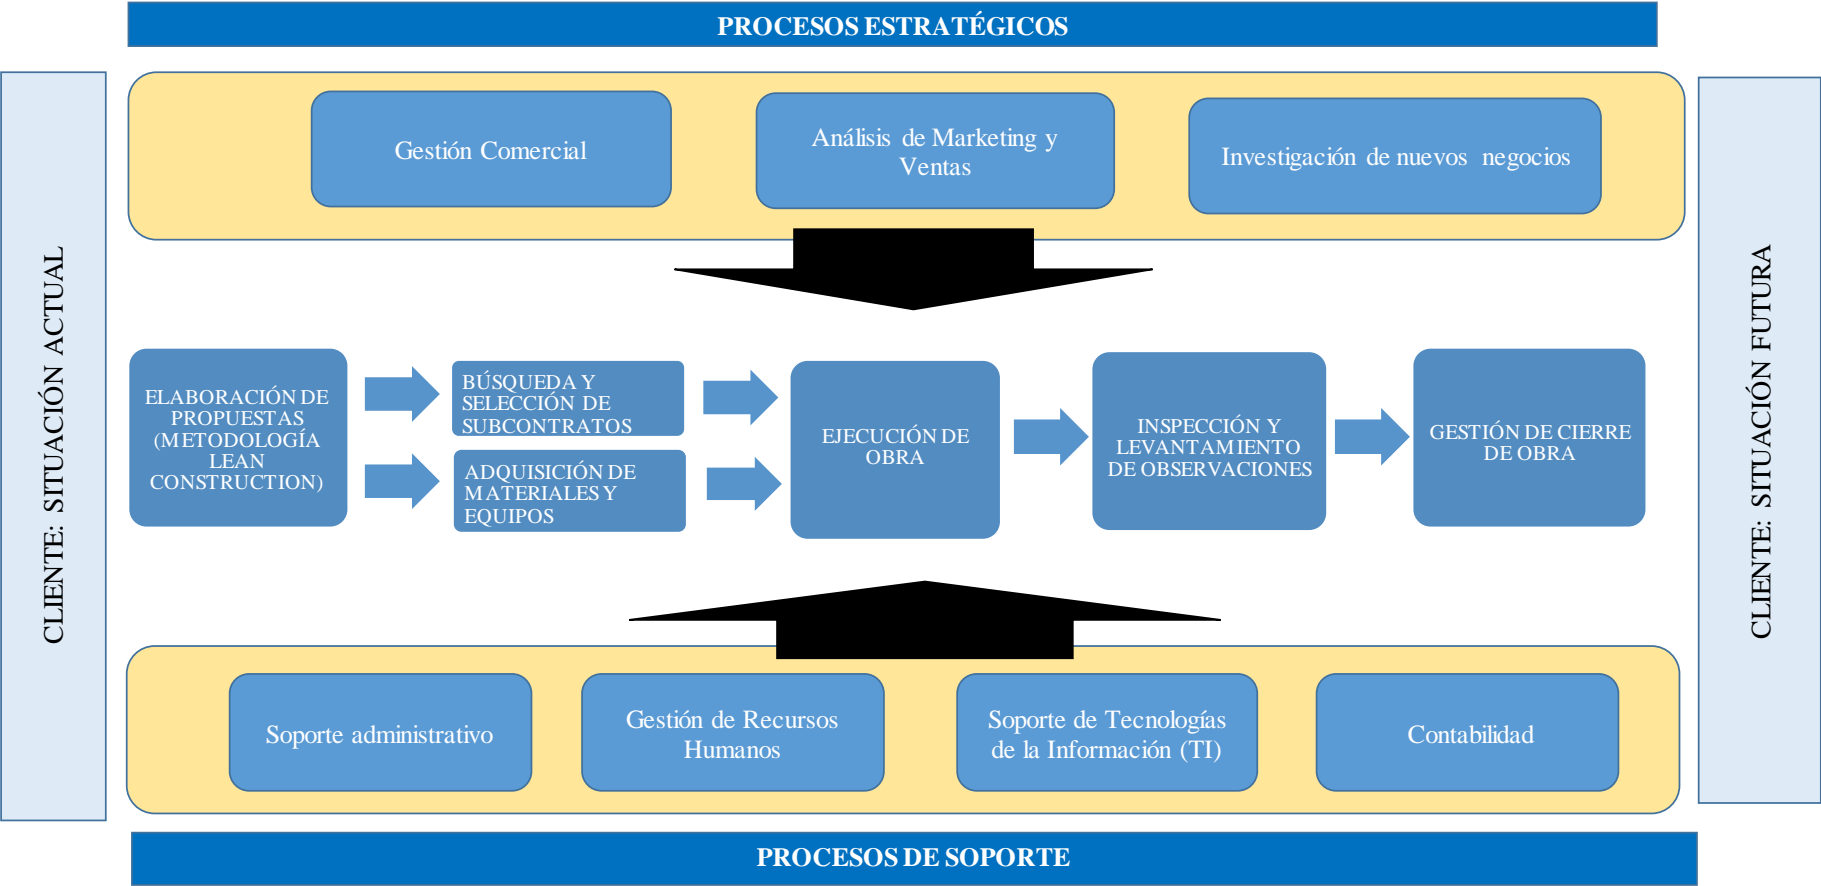 PROCESOS ESTRATÉGICOS
CLIENTE: SITUACIÓN ACTUAL
Gestión Comercial
Análisis de Marketing y
Ventas
Investigación de nuevos negocios
CLIENTE: SITUACIÓN FUTURA
ELABORACIÓN DE
PROPUESTAS
(METODOLOGÍA
LEAN
CONSTRUCTION)
BÚSQUEDA Y
SELECCIÓN DE
SUBCONTRATOS
ADQUISICIÓN DE
MATERIALES Y
EQUIPOS
EJECUCIÓN DE
OBRA
INSPECCIÓN Y
LEVANTAMIENTO
DE OBSERVACIONES
GESTIÓN DE CIERRE
DE OBRA
Soporte administrativo
Gestión de Recursos
Humanos
Soporte de Tecnologías
de la Información (TI)
Contabilidad
PROCESOS DE SOPORTE